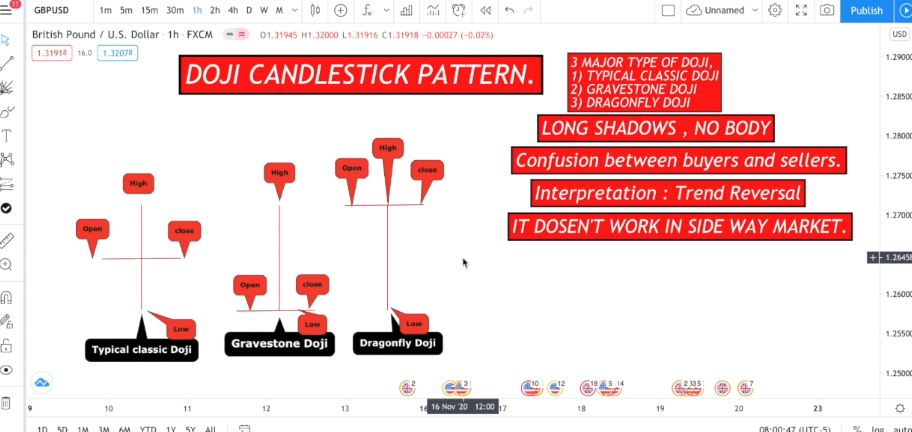 11
GBPUSD
1m 5m 15m 30m 1h 2h 4h D W M
Unnamed
Publish
British Pound / U.S. Dollar · 1h · FXCM
O1.31945 H1.32000 L1.31916 C1.31918 -0.00027 (-0.02%)
USD
1.31918 16.0 1.32078
DOJI CANDLESTICK PATTERN.
3 MAJOR TYPE OF DOJI,
1) TYPICAL CLASSIC DOJI
2) GRAVESTONE DOJI
3) DRAGONFLY DOJI
LONG SHADOWS , NO BODY
Confusion between buyers and sellers.
Interpretation : Trend Reversal
IT DOSEN'T WORK IN SIDE WAY MARKET.
High
Open
close
Low
Typical classic Doji
High
Open
close
Low
Gravestone Doji
High
Open
close
Low
Dragonfly Doji
1.29000
1.28500
1.28000
1.27500
1.27000
1.26458
1.26000
1.25500
1.25000
2 3 10 12 18 5 14 2 3 35 20 7
9 10 11 12 13 16 Nov '20 12:00 17 18 19 20 23
1D 5D 1M 3M 6M YTD 1Y 5Y All
08:00:47 (UTC-5) % log auto